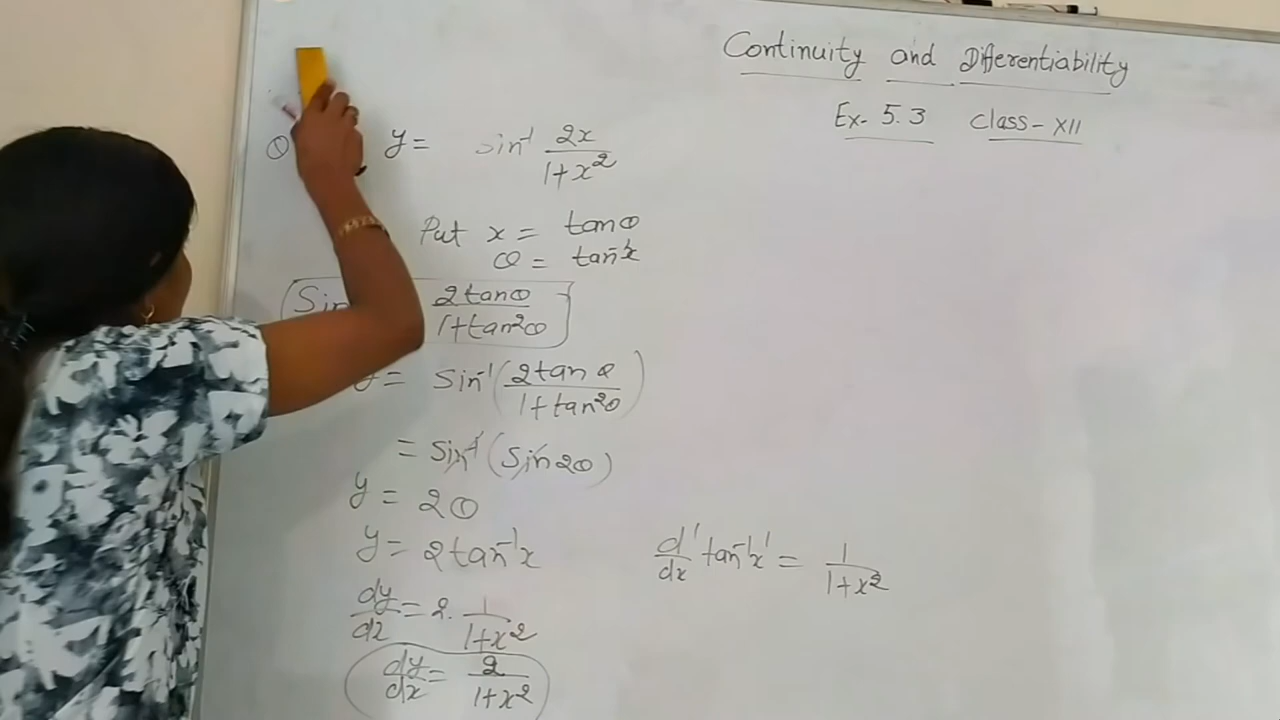 Continuity and Differentiability
Ex. 5.3 Class-XII
① y = sin⁻¹ 2x/1+x²
Put x = tanθ
θ = tan⁻¹x
Sin 2tanθ/1+tan²θ
y = Sin⁻¹(2tanθ/1+tan²θ)
= Sin⁻¹(Sin2θ)
y = 2θ
y = 2tan⁻¹x
d/dx tan⁻¹x = 1/1+x²
dy/dx = 2. 1/1+x²
dy/dx = 2/1+x²